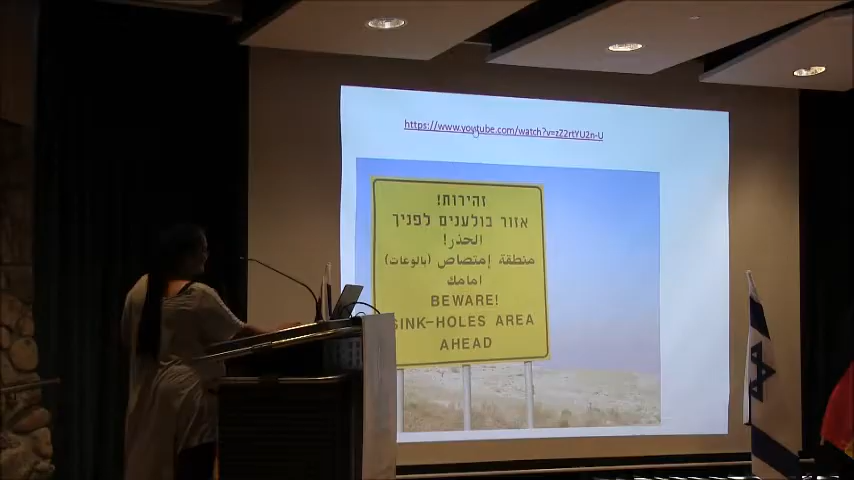 https://www.youtube.com/watch?v=zZ2rtYU2n-U
זהירות!
אזור בולענים לפניך
الحذر!
منطقة إمتصاص (بالوعات)
امامك
BEWARE!
SINK-HOLES AREA
AHEAD